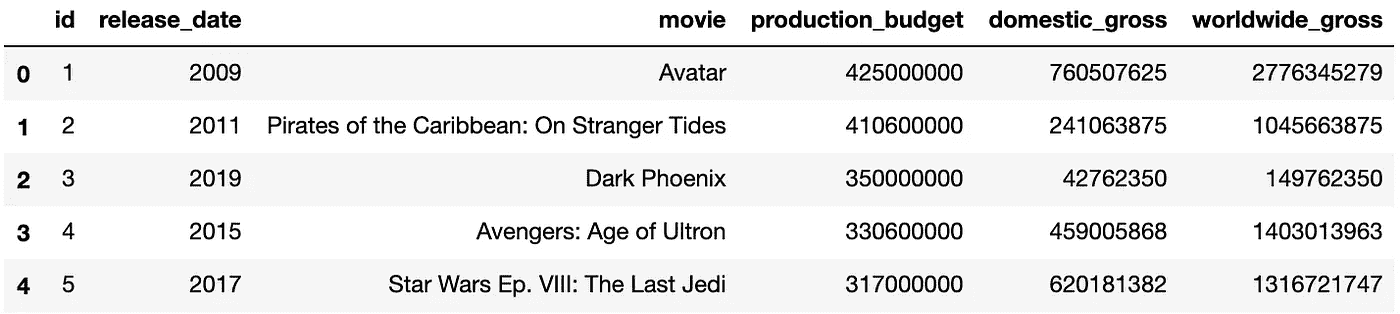 id release_date movie production_budget domestic_gross worldwide_gross
0 1 2009 Avatar 425000000 760507625 2776345279
1 2 2011 Pirates of the Caribbean: On Stranger Tides 410600000 241063875 1045663875
2 3 2019 Dark Phoenix 350000000 42762350 149762350
3 4 2015 Avengers: Age of Ultron 330600000 459005868 1403013963
4 5 2017 Star Wars Ep. VIII: The Last Jedi 317000000 620181382 1316721747